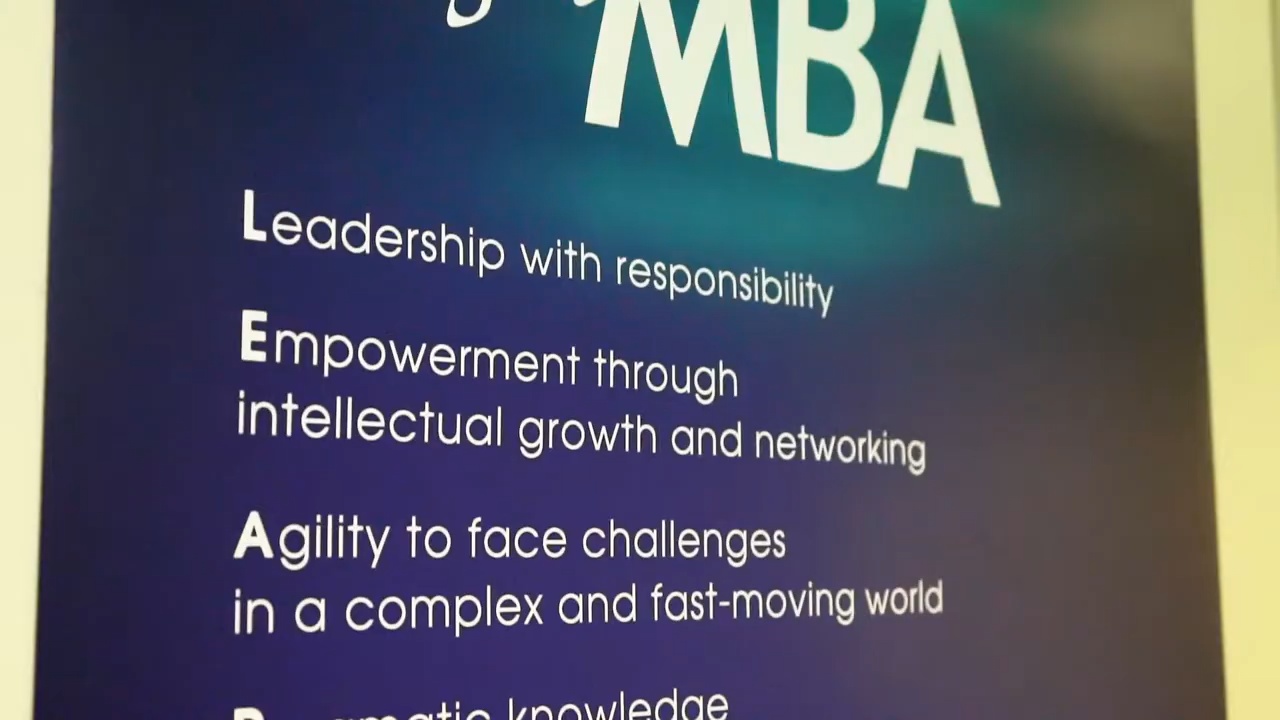 MBA
Leadership with responsibility
Empowerment through
intellectual growth and networking
Agility to face challenges
in a complex and fast-moving world
Pragmatic knowledge